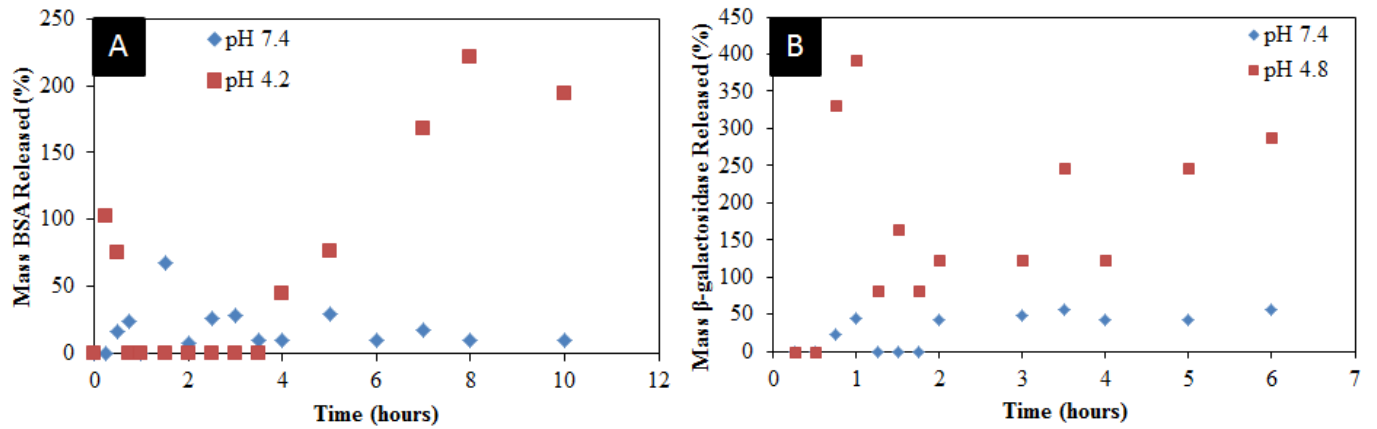 A
pH 7.4
pH 4.2
Mass BSA Released (%)
250
200
150
100
50
0
0 2 4 6 8 10 12
Time (hours)
B
pH 7.4
pH 4.8
Mass β-galactosidase Released (%)
450
400
350
300
250
200
150
100
50
0
0 1 2 3 4 5 6 7
Time (hours)